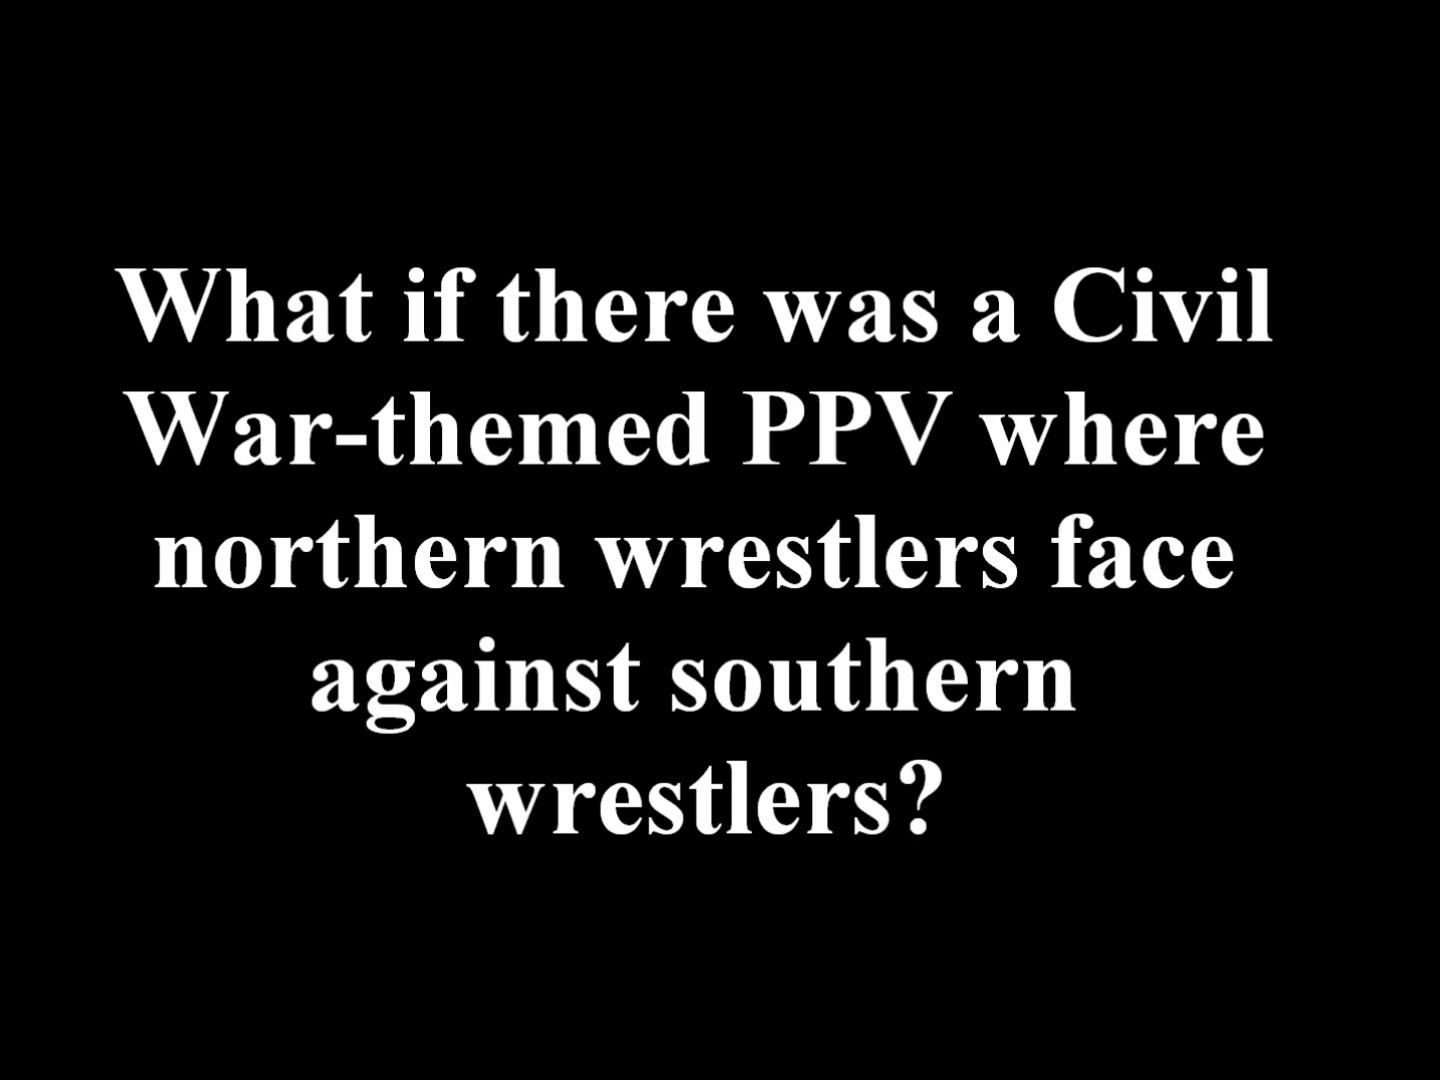 What if there was a Civil
War-themed PPV where
northern wrestlers face
against southern
wrestlers?